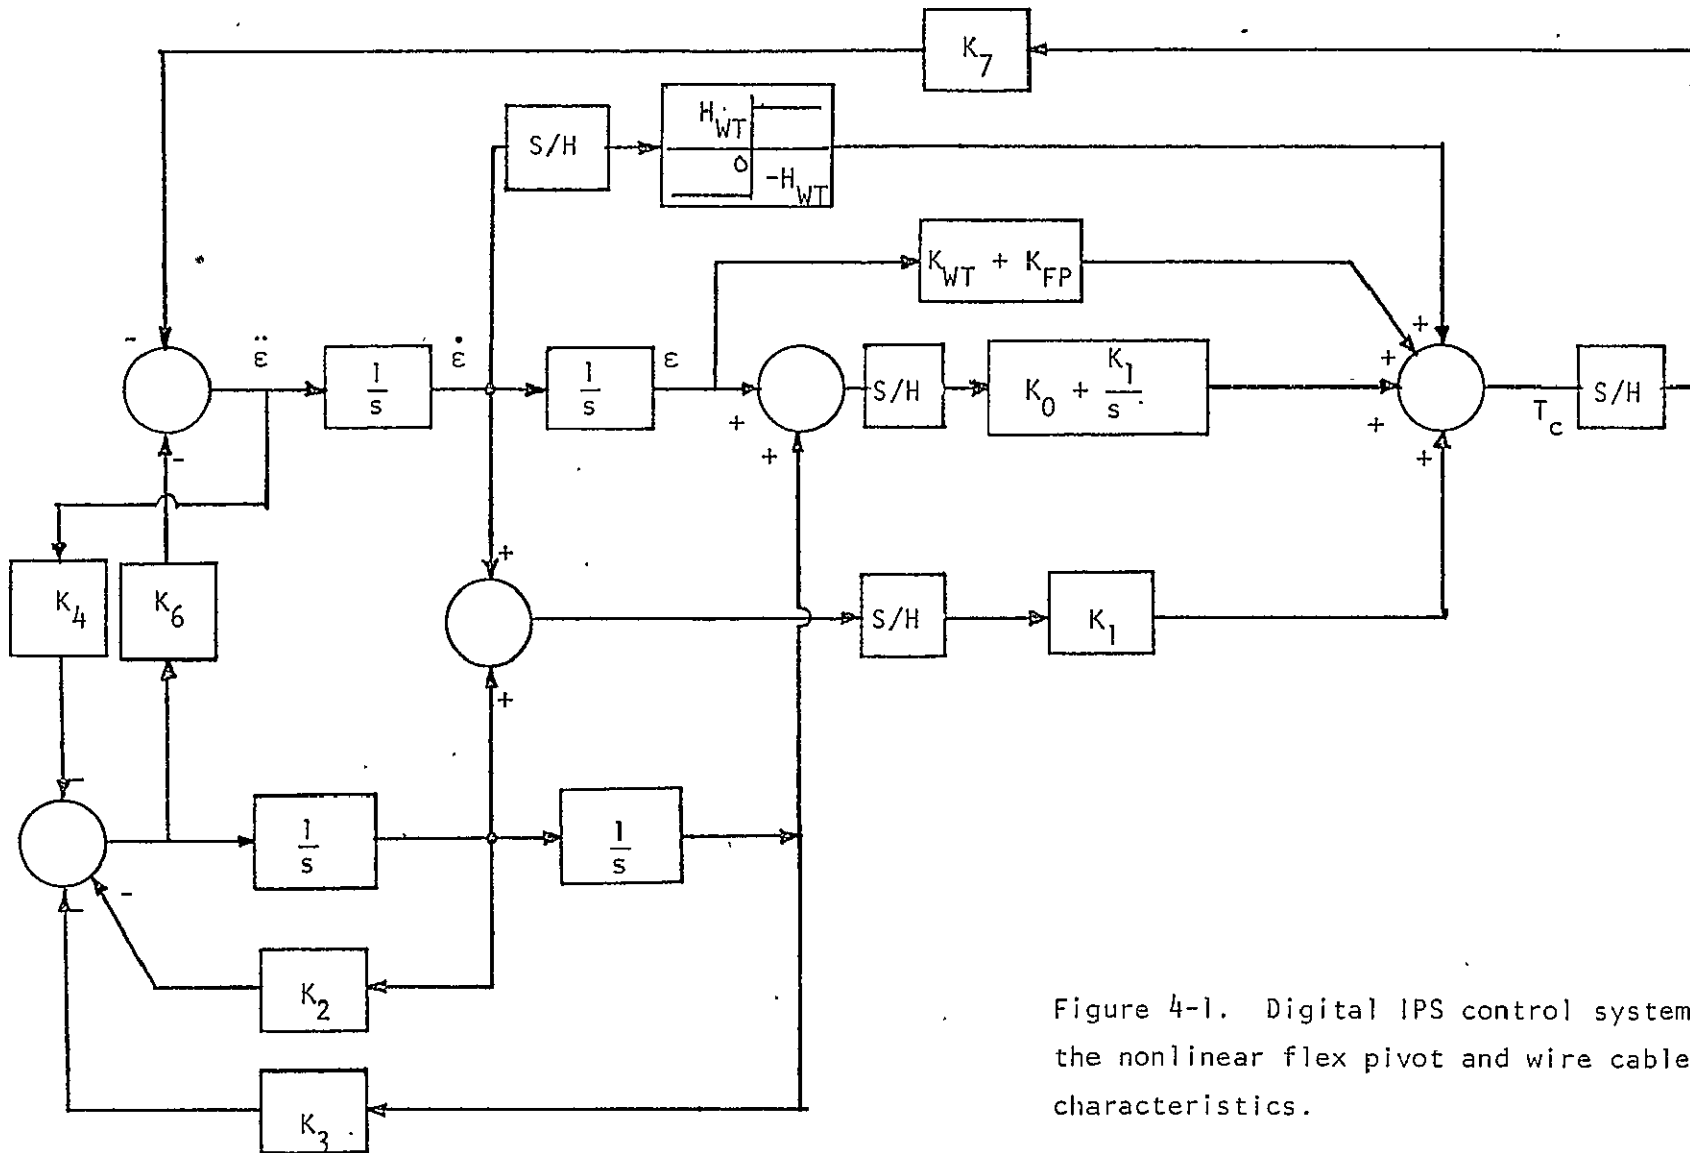 K7
S/H
HWT
0
-HWT
KWT + KFP
-
ε̈
1/s
ε̇
1/s
ε
+
+
S/H
K0 + K1/s
+
+
+
+
Tc
S/H
-
K4
K6
+
+
S/H
K1
-
-
-
1/s
1/s
K2
K3
Figure 4-1. Digital IPS control system
the nonlinear flex pivot and wire cable
characteristics.